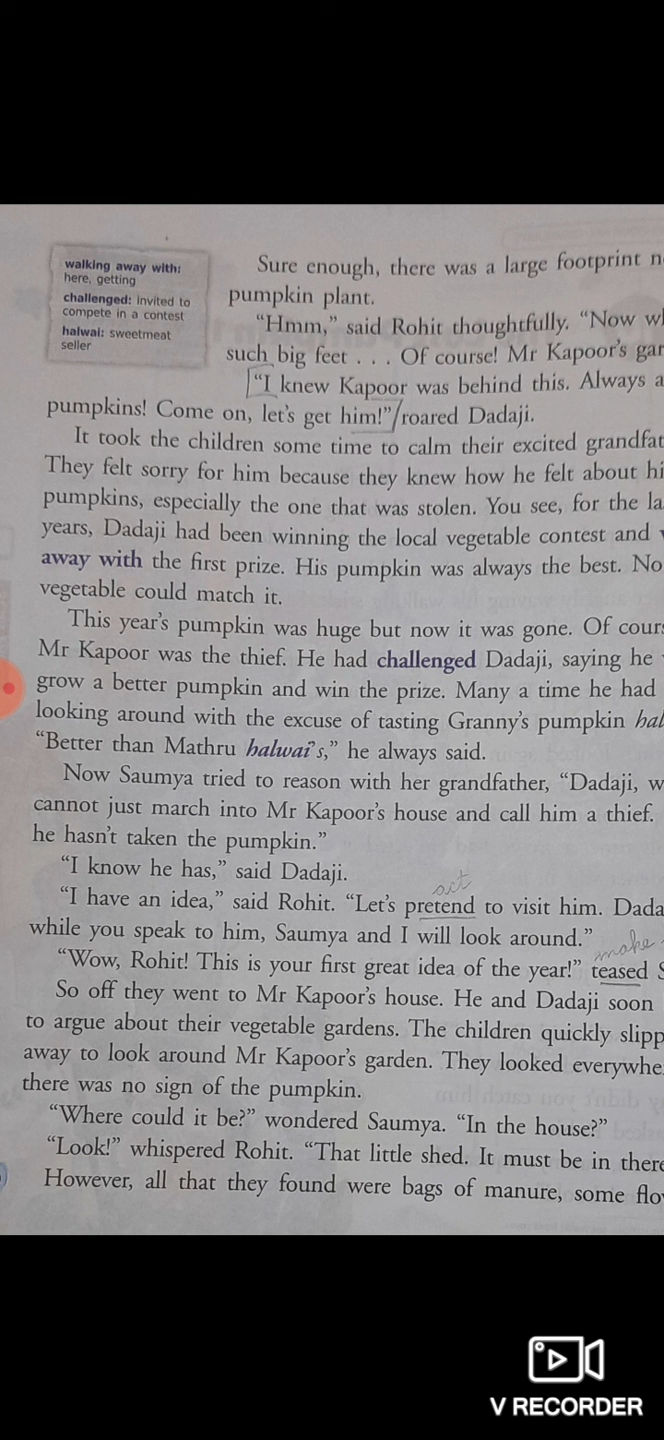 walking away with:
here, getting
challenged: invited to
compete in a contest
halwai: sweetmeat
seller
Sure enough, there was a large footprint
pumpkin plant.
“Hmm,” said Rohit thoughtfully. “Now
such big feet . . . Of course! Mr Kapoor’s
“I knew Kapoor was behind this. Always
pumpkins! Come on, let’s get him!” roared Dadaji.
It took the children some time to calm their excited
They felt sorry for him because they knew how he felt about
pumpkins, especially the one that was stolen. You see, for the
years, Dadaji had been winning the local vegetable contest and
away with the first prize. His pumpkin was always the best. No
vegetable could match it.
This year’s pumpkin was huge but now it was gone. Of
Mr Kapoor was the thief. He had challenged Dadaji, saying he
grow a better pumpkin and win the prize. Many a time he had
looking around with the excuse of tasting Granny’s pumpkin
“Better than Mathru halwai’s,” he always said.
Now Saumya tried to reason with her grandfather, “Dadaji,
cannot just march into Mr Kapoor’s house and call him a thief.
he hasn’t taken the pumpkin.”
“I know he has,” said Dadaji.
act
“I have an idea,” said Rohit. “Let’s pretend to visit him.
while you speak to him, Saumya and I will look around.”
make
“Wow, Rohit! This is your first great idea of the year!” teased
So off they went to Mr Kapoor’s house. He and Dadaji soon
to argue about their vegetable gardens. The children quickly
away to look around Mr Kapoor’s garden. They looked
there was no sign of the pumpkin.
“Where could it be?” wondered Saumya. “In the house?”
“Look!” whispered Rohit. “That little shed. It must be in
However, all that they found were bags of manure, some
V RECORDER